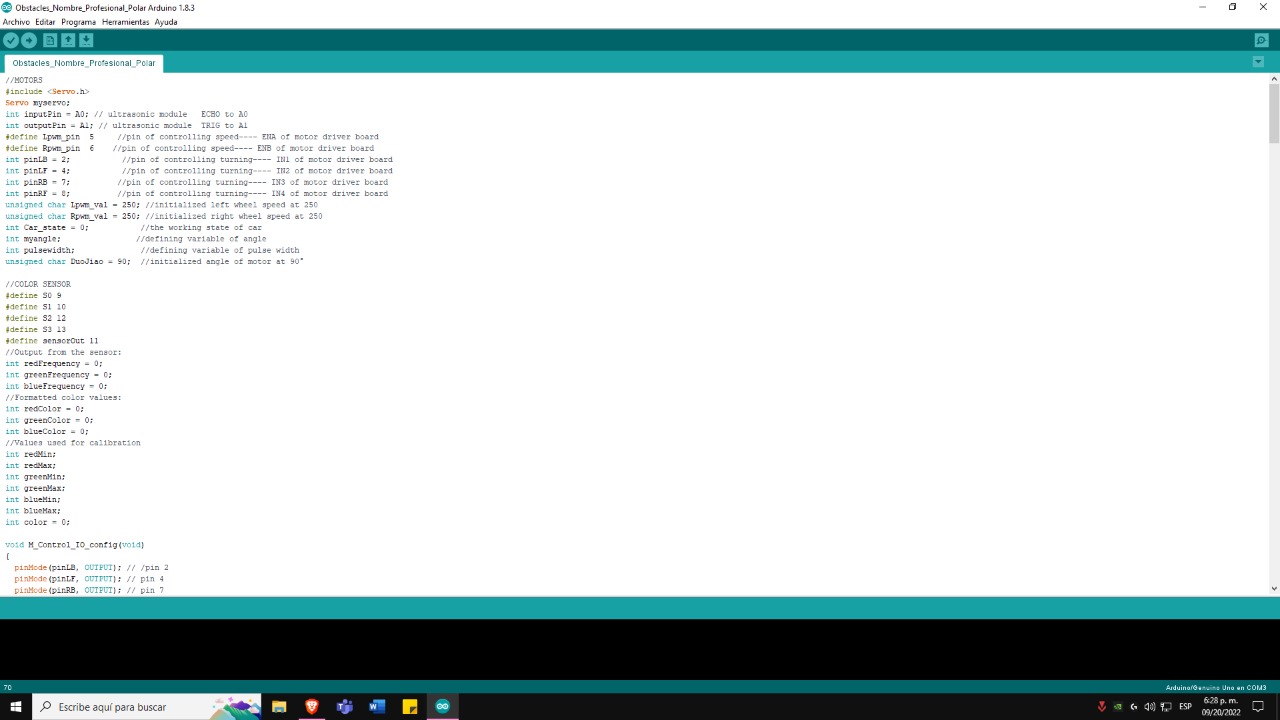 Obstacles_Nombre_Profesional_Polar Arduino 1.8.3
Archivo Editar Programa Herramientas Ayuda
Obstacles_Nombre_Profesional_Polar
//MOTORS
#include <Servo.h>
Servo myservo;
int inputPin = A0; // ultrasonic module   ECHO to A0
int outputPin = A1; // ultrasonic module  TRIG to A1
#define Lpwm_pin  5     //pin of controlling speed---- ENA of motor driver board
#define Rpwm_pin  6    //pin of controlling speed---- ENB of motor driver board
int pinLB = 2;           //pin of controlling turning---- IN1 of motor driver board
int pinLF = 4;           //pin of controlling turning---- IN2 of motor driver board
int pinRB = 7;          //pin of controlling turning---- IN3 of motor driver board
int pinRF = 8;          //pin of controlling turning---- IN4 of motor driver board
unsigned char Lpwm_val = 250; //initialized left wheel speed at 250
unsigned char Rpwm_val = 250; //initialized right wheel speed at 250
int Car_state = 0;           //the working state of car
int myangle;                //defining variable of angle
int pulsewidth;              //defining variable of pulse width
unsigned char DuoJiao = 90;  //initialized angle of motor at 90°
//COLOR SENSOR
#define S0 9
#define S1 10
#define S2 12
#define S3 13
#define sensorOut 11
//Output from the sensor:
int redFrequency = 0;
int greenFrequency = 0;
int blueFrequency = 0;
//Formatted color values:
int redColor = 0;
int greenColor = 0;
int blueColor = 0;
//Values used for calibration
int redMin;
int redMax;
int greenMin;
int greenMax;
int blueMin;
int blueMax;
int color = 0;
void M_Control_IO_config(void)
{
  pinMode(pinLB, OUTPUT); // /pin 2
  pinMode(pinLF, OUTPUT); // pin 4
  pinMode(pinRB, OUTPUT); // pin 7
70
Arduino/Genuino Uno en COM3
Escribe aquí para buscar
ESP
6:28 p. m.
09/20/2022